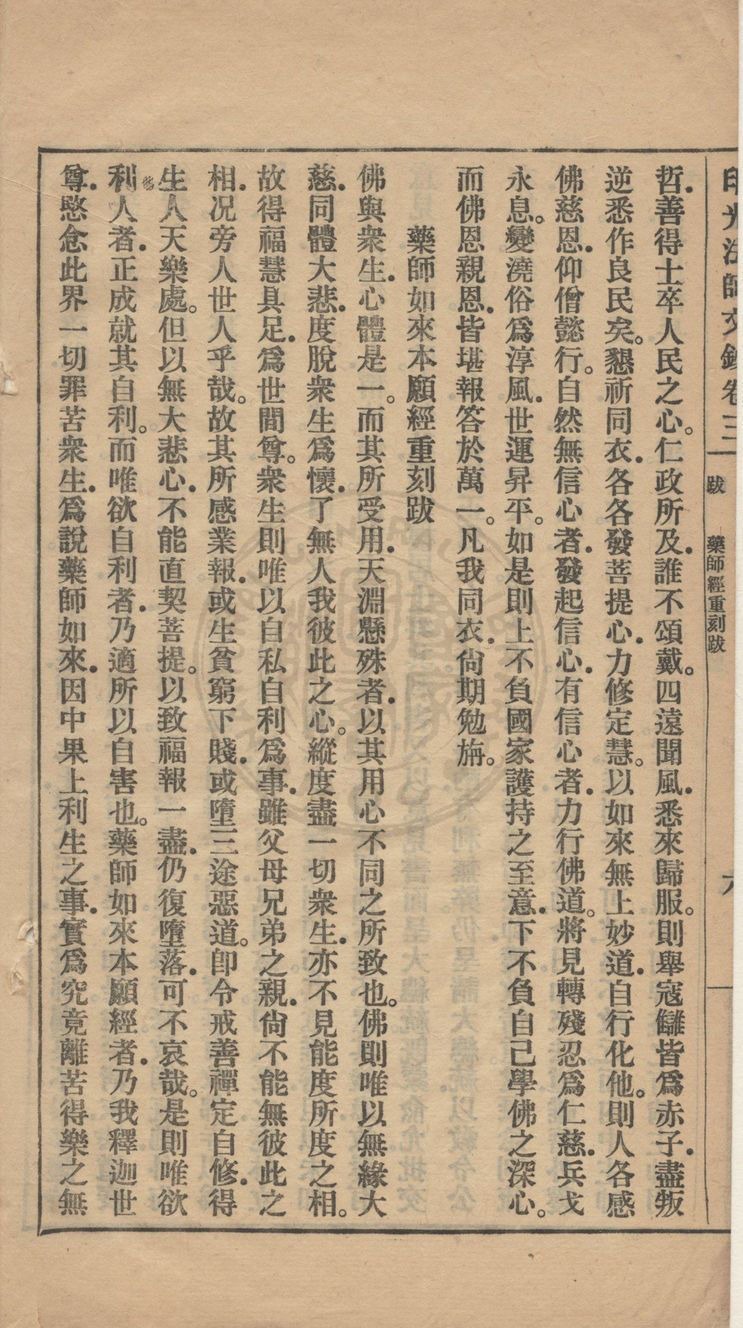 印光法師文鈔卷三 跋 藥師經重刻跋 六
哲.善得士卒人民之心。仁政所及.誰不頌戴。四遠聞風.悉來歸服。則舉寇讎皆爲赤子.盡叛
逆悉作良民矣。懇祈同衣.各各發菩提心.力修定慧。以如來無上妙道.自行化他。則人各感
佛慈恩.仰僧懿行。自然無信心者.發起信心.有信心者.力行佛道。將見轉殘忍爲仁慈.兵戈
永息。變澆俗爲淳風.世運昇平。如是則上不負國家護持之至意.下不負自己學佛之深心。
而佛恩親恩.皆堪報答於萬一。凡我同衣.尙期勉旃。
藥師如來本願經重刻跋
佛與衆生.心體是一。而其所受用.天淵懸殊者.以其用心不同之所致也。佛則唯以無緣大
慈.同體大悲.度脫衆生爲懷.了無人我彼此之心。縱度盡一切衆生.亦不見能度所度之相。
故得福慧具足.爲世間尊。衆生則唯以自私自利爲事.雖父母兄弟之親.尙不能無彼此之
相.况旁人世人乎哉。故其所感業報.或生貧窮下賤.或墮三途惡道。卽令戒善禪定自修.得
生人天樂處。但以無大悲心.不能直契菩提。以致福報一盡.仍復墮落.可不哀哉。是則唯欲
利人者.正成就其自利。而唯欲自利者.乃適所以自害也。藥師如來本願經者.乃我釋迦世
尊.愍念此界一切罪苦衆生.爲說藥師如來.因中果上利生之事.實爲究竟離苦得樂之無